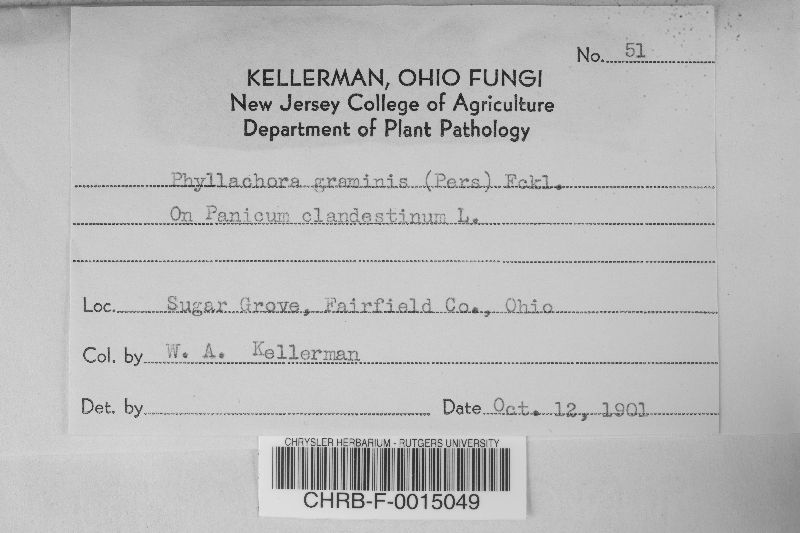 No. 51
KELLERMAN, OHIO FUNGI
New Jersey College of Agriculture
Department of Plant Pathology
Phyllachora graminis (Pers) Fckl.
On Panicum clandestinum L.
Loc. Sugar Grove, Fairfield Co., Ohio
Col. by W. A. Kellerman
Det. by
Date Oct. 12, 1901
CHRYSLER HERBARIUM - RUTGERS UNIVERSITY
CHRB-F-0015049